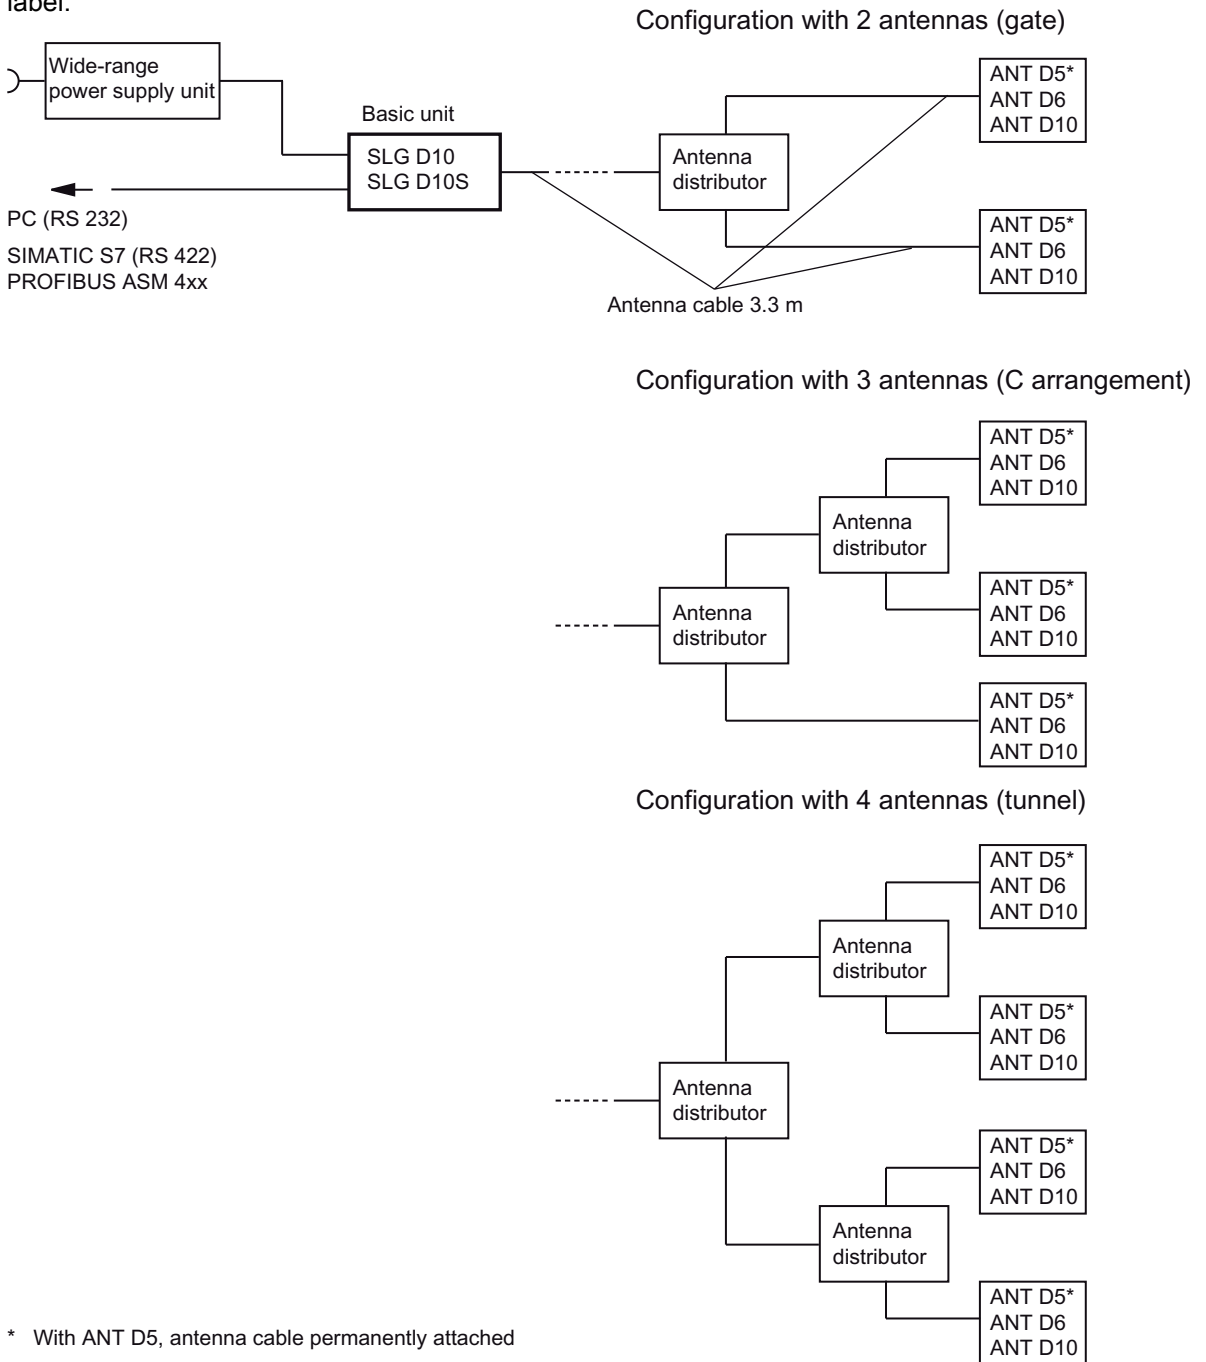 label.
Configuration with 2 antennas (gate)
Wide-range
power supply unit
Basic unit
SLG D10
SLG D10S
Antenna
distributor
ANT D5*
ANT D6
ANT D10
PC (RS 232)
SIMATIC S7 (RS 422)
PROFIBUS ASM 4xx
ANT D5*
ANT D6
ANT D10
Antenna cable 3.3 m
Configuration with 3 antennas (C arrangement)
ANT D5*
ANT D6
ANT D10
Antenna
distributor
ANT D5*
ANT D6
ANT D10
Antenna
distributor
ANT D5*
ANT D6
ANT D10
Configuration with 4 antennas (tunnel)
ANT D5*
ANT D6
ANT D10
Antenna
distributor
ANT D5*
ANT D6
ANT D10
Antenna
distributor
ANT D5*
ANT D6
ANT D10
Antenna
distributor
ANT D5*
ANT D6
ANT D10
* With ANT D5, antenna cable permanently attached